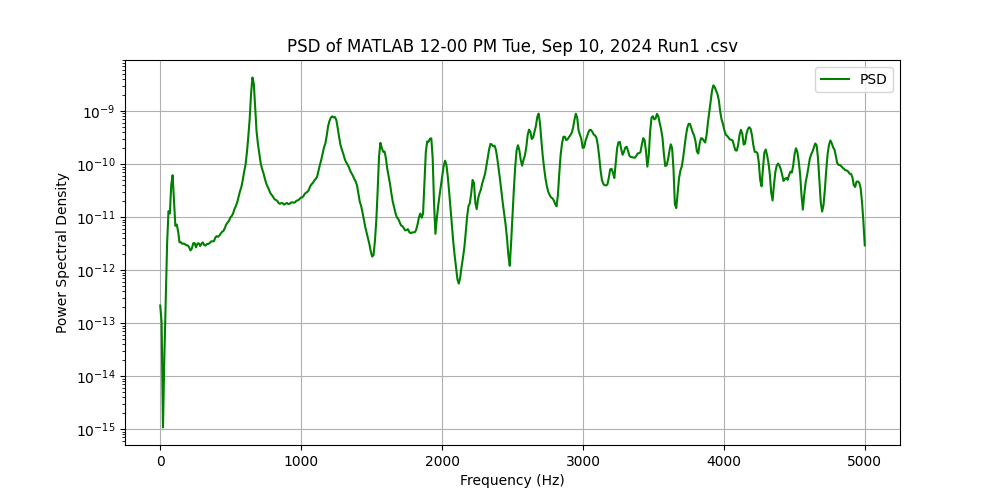 PSD of MATLAB 12-00 PM Tue, Sep 10, 2024 Run1 .csv
PSD
Power Spectral Density
10⁻⁹
10⁻¹⁰
10⁻¹¹
10⁻¹²
10⁻¹³
10⁻¹⁴
10⁻¹⁵
0 1000 2000 3000 4000 5000
Frequency (Hz)